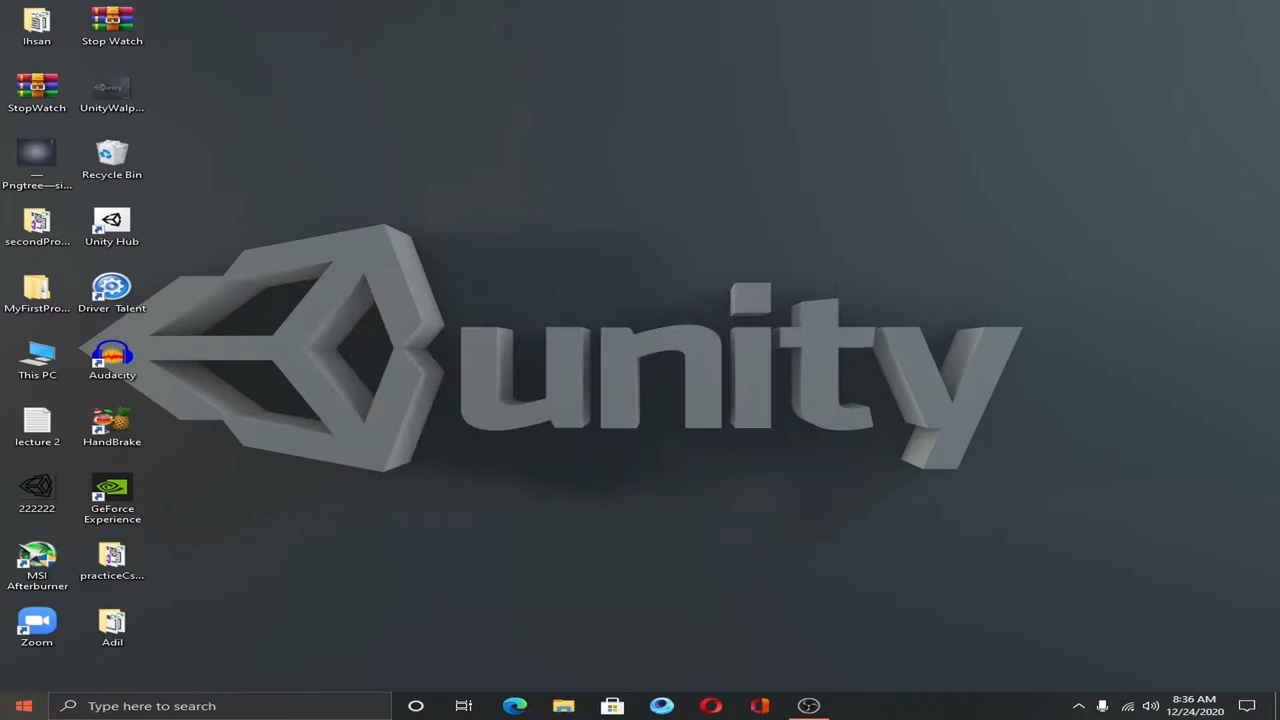 Ihsan
Stop Watch
StopWatch
UnityWalp...
—
Pngtree—si...
Recycle Bin
secondPro...
Unity Hub
MyFirstPro...
Driver_Talent
This PC
Audacity
lecture 2
HandBrake
222222
GeForce
Experience
MSI
Afterburner
practiceCs...
Zoom
Adil
unity
Type here to search
8:36 AM
12/24/2020